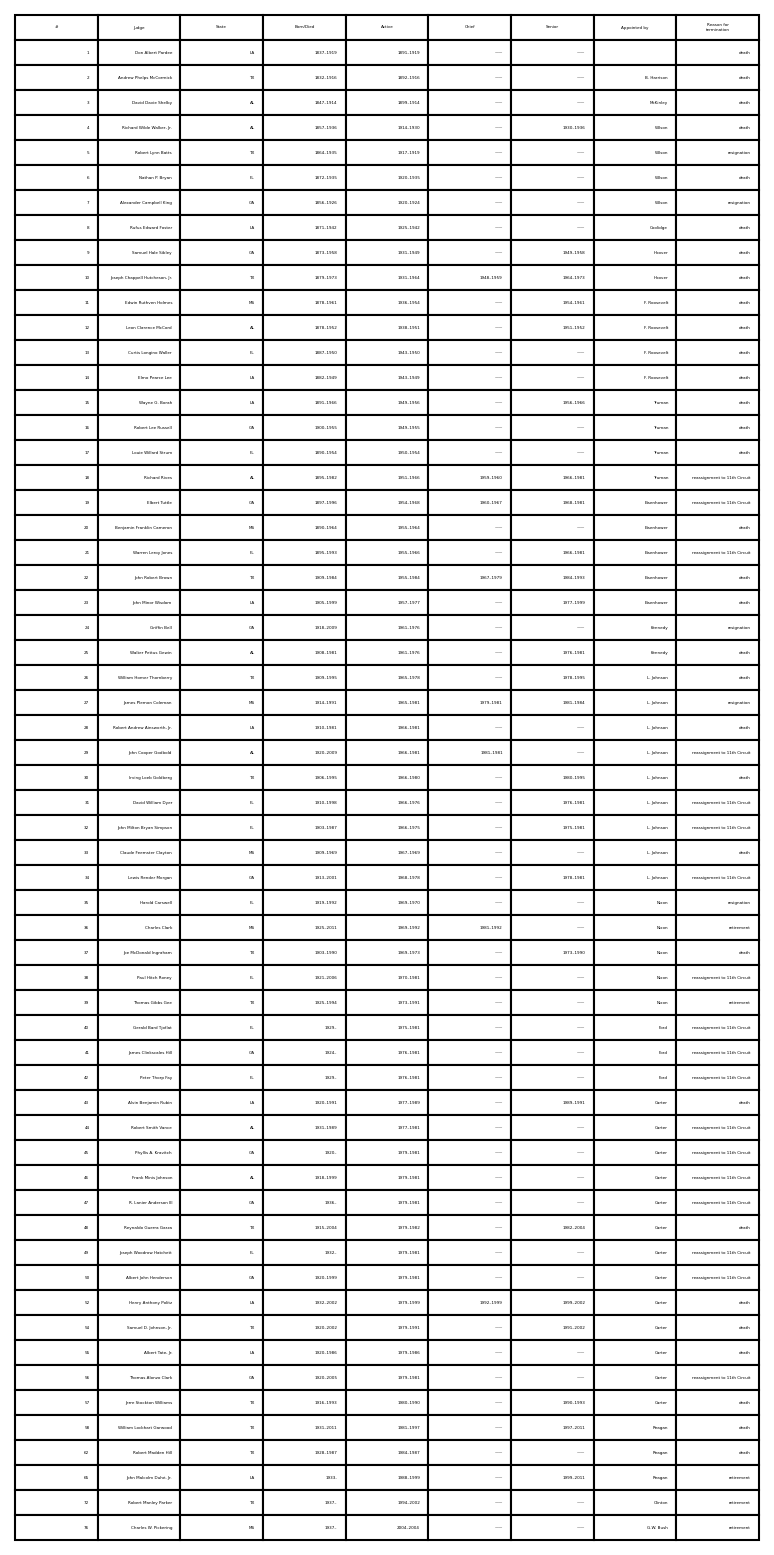 # Judge State Born/Died Active Chief Senior Appointed by Reason for termination
1 Don Albert Pardee LA 1837–1919 1891–1919 — — death
2 Andrew Phelps McCormick TX 1832–1916 1892–1916 — — B. Harrison death
3 David Davie Shelby AL 1847–1914 1899–1914 — — McKinley death
4 Richard Wilde Walker, Jr. AL 1857–1936 1914–1930 — 1930–1936 Wilson death
5 Robert Lynn Batts TX 1864–1935 1917–1919 — — Wilson resignation
6 Nathan P. Bryan FL 1872–1935 1920–1935 — — Wilson death
7 Alexander Campbell King GA 1856–1926 1920–1924 — — Wilson resignation
8 Rufus Edward Foster LA 1871–1942 1925–1942 — — Coolidge death
9 Samuel Hale Sibley GA 1873–1958 1931–1949 — 1949–1958 Hoover death
10 Joseph Chappell Hutcheson, Jr. TX 1879–1973 1931–1964 1948–1959 1964–1973 Hoover death
11 Edwin Ruthven Holmes MS 1878–1961 1936–1954 — 1954–1961 F. Roosevelt death
12 Leon Clarence McCord AL 1878–1952 1938–1951 — 1951–1952 F. Roosevelt death
13 Curtis Longino Waller FL 1887–1950 1943–1950 — — F. Roosevelt death
14 Elmo Pearce Lee LA 1882–1949 1943–1949 — — F. Roosevelt death
15 Wayne G. Borah LA 1891–1966 1949–1956 — 1956–1966 Truman death
16 Robert Lee Russell GA 1900–1955 1949–1955 — — Truman death
17 Louie Willard Strum FL 1890–1954 1950–1954 — — Truman death
18 Richard Rives AL 1895–1982 1951–1966 1959–1960 1966–1981 Truman reassignment to 11th Circuit
19 Elbert Tuttle GA 1897–1996 1954–1968 1960–1967 1968–1981 Eisenhower reassignment to 11th Circuit
20 Benjamin Franklin Cameron MS 1890–1964 1955–1964 — — Eisenhower death
21 Warren Leroy Jones FL 1895–1993 1955–1966 — 1966–1981 Eisenhower reassignment to 11th Circuit
22 John Robert Brown TX 1909–1984 1955–1984 1967–1979 1984–1993 Eisenhower death
23 John Minor Wisdom LA 1905–1999 1957–1977 — 1977–1999 Eisenhower death
24 Griffin Bell GA 1918–2009 1961–1976 — — Kennedy resignation
25 Walter Pettus Gewin AL 1908–1981 1961–1976 — 1976–1981 Kennedy death
26 William Homer Thornberry TX 1909–1995 1965–1978 — 1978–1995 L. Johnson death
27 James Plemon Coleman MS 1914–1991 1965–1981 1979–1981 1981–1984 L. Johnson resignation
28 Robert Andrew Ainsworth, Jr. LA 1910–1981 1966–1981 — — L. Johnson death
29 John Cooper Godbold AL 1920–2009 1966–1981 1981–1981 — L. Johnson reassignment to 11th Circuit
30 Irving Loeb Goldberg TX 1906–1995 1966–1980 — 1980–1995 L. Johnson death
31 David William Dyer FL 1910–1998 1966–1976 — 1976–1981 L. Johnson reassignment to 11th Circuit
32 John Milton Bryan Simpson FL 1903–1987 1966–1975 — 1975–1981 L. Johnson reassignment to 11th Circuit
33 Claude Feemster Clayton MS 1909–1969 1967–1969 — — L. Johnson death
34 Lewis Render Morgan GA 1913–2001 1968–1978 — 1978–1981 L. Johnson reassignment to 11th Circuit
35 Harold Carswell FL 1919–1992 1969–1970 — — Nixon resignation
36 Charles Clark MS 1925–2011 1969–1992 1981–1992 — Nixon retirement
37 Joe McDonald Ingraham TX 1903–1990 1969–1973 — 1973–1990 Nixon death
38 Paul Hitch Roney FL 1921–2006 1970–1981 — — Nixon reassignment to 11th Circuit
39 Thomas Gibbs Gee TX 1925–1994 1973–1991 — — Nixon retirement
40 Gerald Bard Tjoflat FL 1929– 1975–1981 — — Ford reassignment to 11th Circuit
41 James Clinkscales Hill GA 1924– 1976–1981 — — Ford reassignment to 11th Circuit
42 Peter Thorp Fay FL 1929– 1976–1981 — — Ford reassignment to 11th Circuit
43 Alvin Benjamin Rubin LA 1920–1991 1977–1989 — 1989–1991 Carter death
44 Robert Smith Vance AL 1931–1989 1977–1981 — — Carter reassignment to 11th Circuit
45 Phyllis A. Kravitch GA 1920– 1979–1981 — — Carter reassignment to 11th Circuit
46 Frank Minis Johnson AL 1918–1999 1979–1981 — — Carter reassignment to 11th Circuit
47 R. Lanier Anderson III GA 1936– 1979–1981 — — Carter reassignment to 11th Circuit
48 Reynaldo Guerra Garza TX 1915–2004 1979–1982 — 1982–2004 Carter death
49 Joseph Woodrow Hatchett FL 1932– 1979–1981 — — Carter reassignment to 11th Circuit
50 Albert John Henderson GA 1920–1999 1979–1981 — — Carter reassignment to 11th Circuit
52 Henry Anthony Politz LA 1932–2002 1979–1999 1992–1999 1999–2002 Carter death
54 Samuel D. Johnson, Jr. TX 1920–2002 1979–1991 — 1991–2002 Carter death
55 Albert Tate, Jr. LA 1920–1986 1979–1986 — — Carter death
56 Thomas Alonzo Clark GA 1920–2005 1979–1981 — — Carter reassignment to 11th Circuit
57 Jerre Stockton Williams TX 1916–1993 1980–1990 — 1990–1993 Carter death
58 William Lockhart Garwood TX 1931–2011 1981–1997 — 1997–2011 Reagan death
62 Robert Madden Hill TX 1928–1987 1984–1987 — — Reagan death
66 John Malcolm Duhé, Jr. LA 1933– 1988–1999 — 1999–2011 Reagan retirement
72 Robert Manley Parker TX 1937– 1994–2002 — — Clinton retirement
76 Charles W. Pickering MS 1937– 2004–2004 — — G.W. Bush retirement